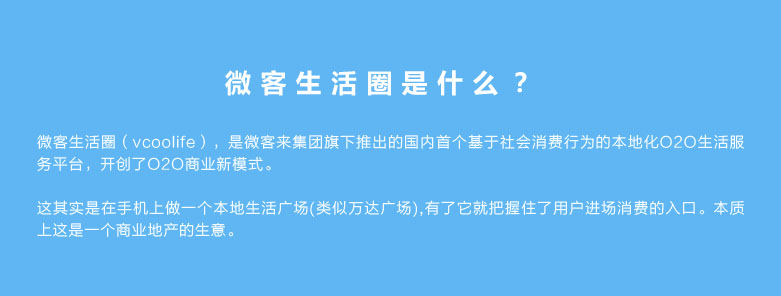 微客生活圈是什么？
微客生活圈（vcoolife），是微客来集团旗下推出的国内首个基于社会消费行为的本地化O2O生活服
务平台，开创了O2O商业新模式。
这其实是在手机上做一个本地生活广场(类似万达广场),有了它就把握住了用户进场消费的入口。本质
上这是一个商业地产的生意。